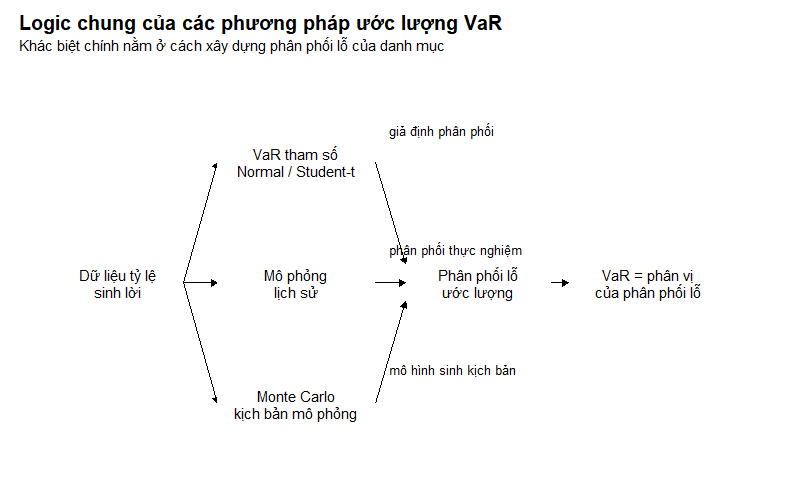 Logic chung của các phương pháp ước lượng VaR
Khác biệt chính nằm ở cách xây dựng phân phối lỗ của danh mục
giả định phân phối
VaR tham số
Normal / Student-t
phân phối thực nghiệm
Dữ liệu tỷ lệ
sinh lời
Mô phỏng
lịch sử
Phân phối lỗ
ước lượng
VaR = phân vị
của phân phối lỗ
mô hình sinh kịch bản
Monte Carlo
kịch bản mô phỏng